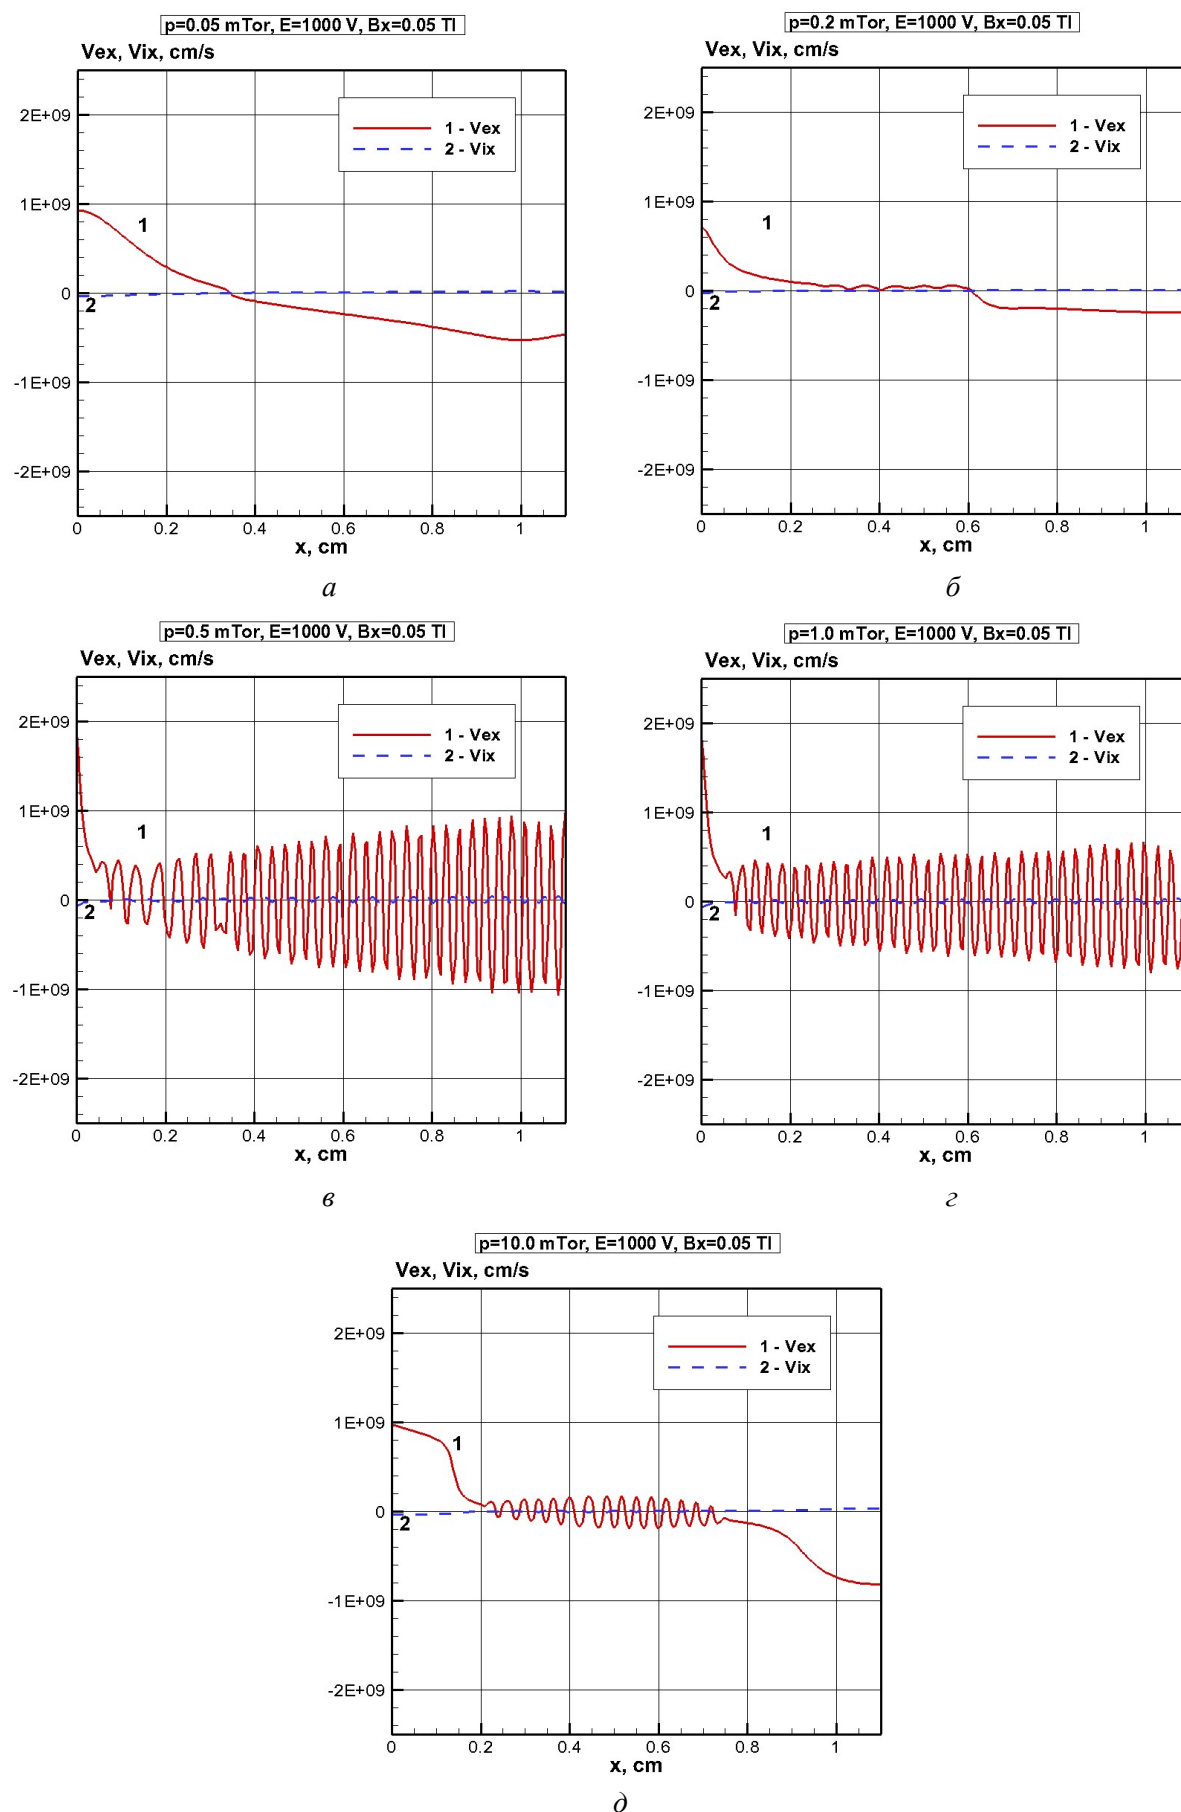 p=0.05 mTor, E=1000 V, Bx=0.05 Tl
Vex, Vix, cm/s
2E+09
1E+09
0
-1E+09
-2E+09
1 - Vex
2 - Vix
1
2
0 0.2 0.4 0.6 0.8 1
x, cm
а
p=0.2 mTor, E=1000 V, Bx=0.05 Tl
Vex, Vix, cm/s
2E+09
1E+09
0
-1E+09
-2E+09
1 - Vex
2 - Vix
1
2
0 0.2 0.4 0.6 0.8 1
x, cm
б
p=0.5 mTor, E=1000 V, Bx=0.05 Tl
Vex, Vix, cm/s
2E+09
1E+09
0
-1E+09
-2E+09
1 - Vex
2 - Vix
1
2
0 0.2 0.4 0.6 0.8 1
x, cm
в
p=1.0 mTor, E=1000 V, Bx=0.05 Tl
Vex, Vix, cm/s
2E+09
1E+09
0
-1E+09
-2E+09
1 - Vex
2 - Vix
1
2
0 0.2 0.4 0.6 0.8 1
x, cm
г
p=10.0 mTor, E=1000 V, Bx=0.05 Tl
Vex, Vix, cm/s
2E+09
1E+09
0
-1E+09
-2E+09
1 - Vex
2 - Vix
1
2
0 0.2 0.4 0.6 0.8 1
x, cm
д